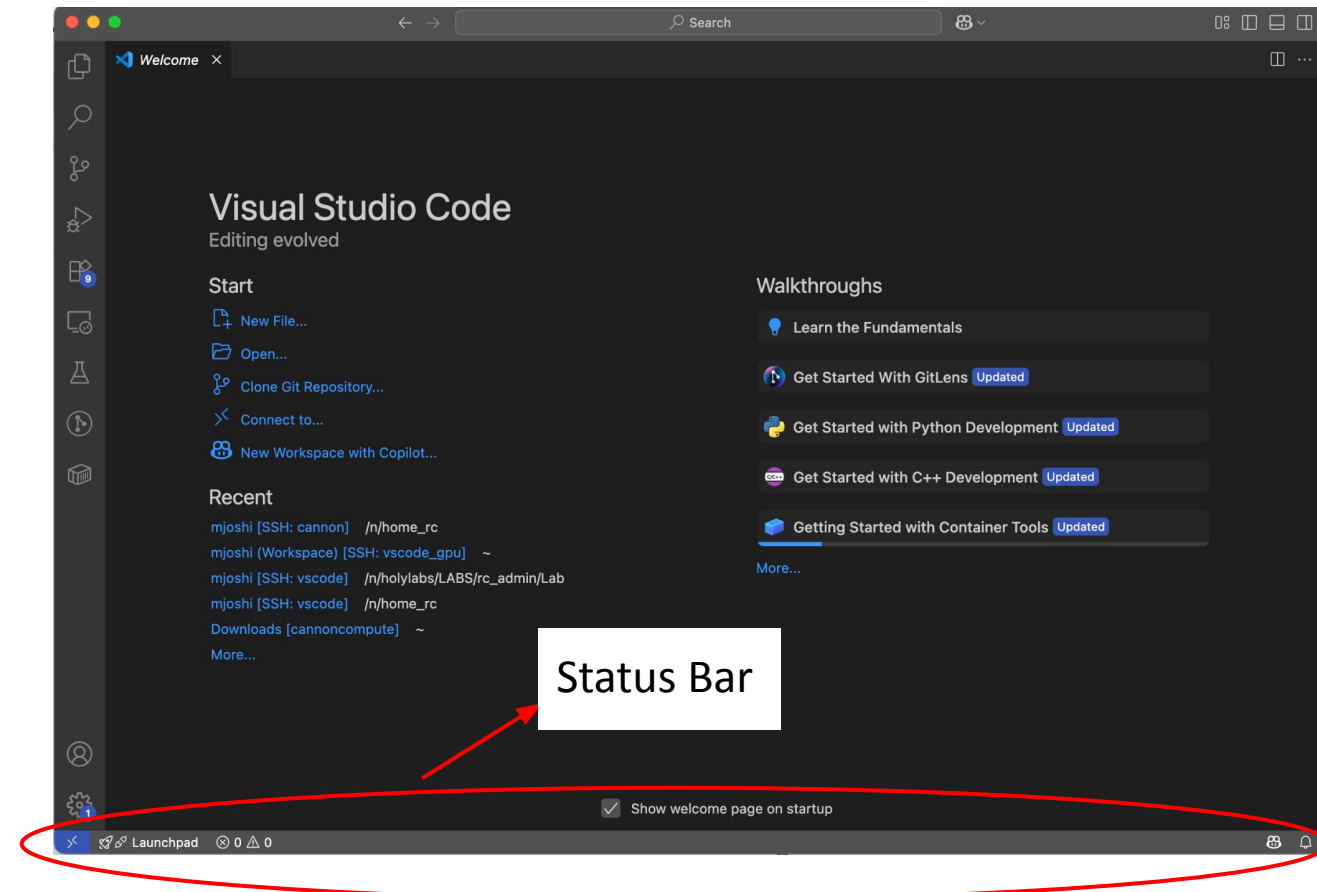 Search
Welcome
Visual Studio Code
Editing evolved
Start
New File...
Open...
Clone Git Repository...
Connect to...
New Workspace with Copilot...
Recent
mjoshi [SSH: cannon] /n/home_rc
mjoshi (Workspace) [SSH: vscode_gpu] ~
mjoshi [SSH: vscode] /n/holylabs/LABS/rc_admin/Lab
mjoshi [SSH: vscode] /n/home_rc
Downloads [cannoncompute] ~
More...
Walkthroughs
Learn the Fundamentals
Get Started With GitLens Updated
Get Started with Python Development Updated
Get Started with C++ Development Updated
Getting Started with Container Tools Updated
More...
9
Status Bar
1
Show welcome page on startup
Launchpad 0 0